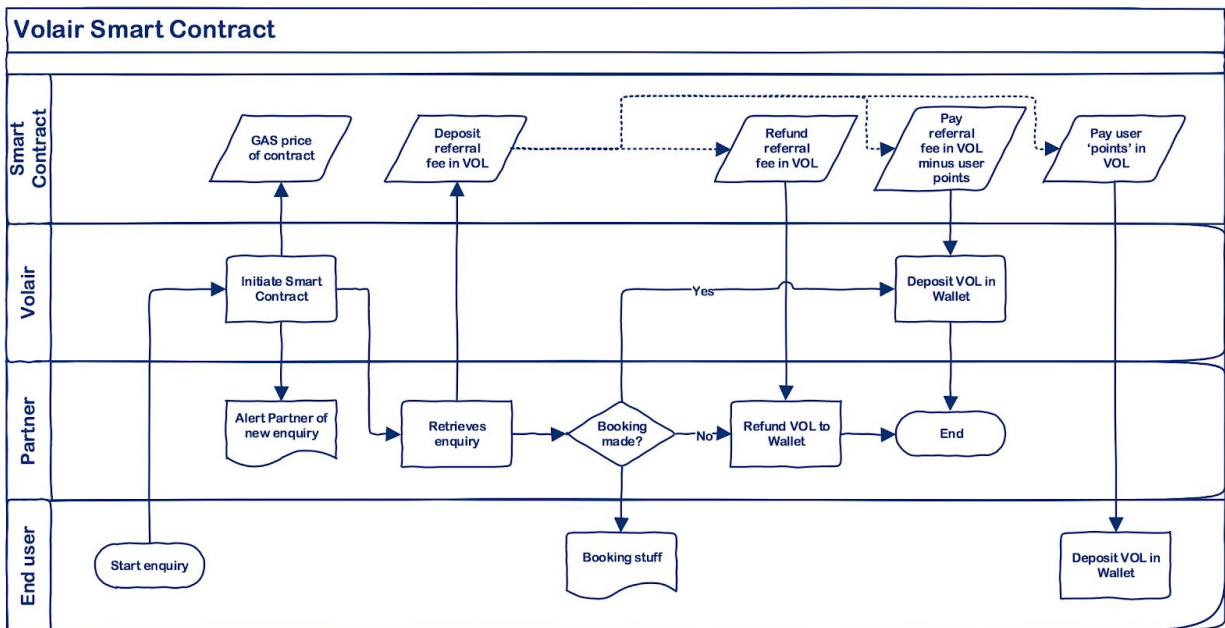 Volair Smart Contract
Smart
Contract
GAS price
of contract
Deposit
referral
fee in VOL
Refund
referral
fee in VOL
Pay
referral
fee in VOL
minus user
points
Pay user
‘points’ in
VOL
Volair
Initiate Smart
Contract
Yes
Deposit VOL in
Wallet
Partner
Alert Partner of
new enquiry
Retrieves
enquiry
Booking
made?
No
Refund VOL to
Wallet
End
End user
Start enquiry
Booking stuff
Deposit VOL in
Wallet